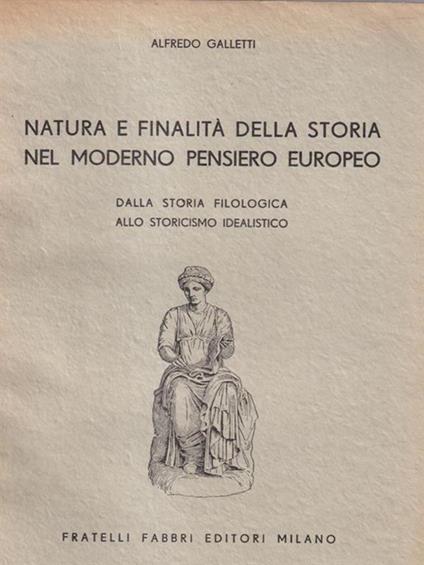 ALFREDO GALLETTI
NATURA E FINALITÀ DELLA STORIA
NEL MODERNO PENSIERO EUROPEO
DALLA STORIA FILOLOGICA
ALLO STORICISMO IDEALISTICO
FRATELLI FABBRI EDITORI MILANO